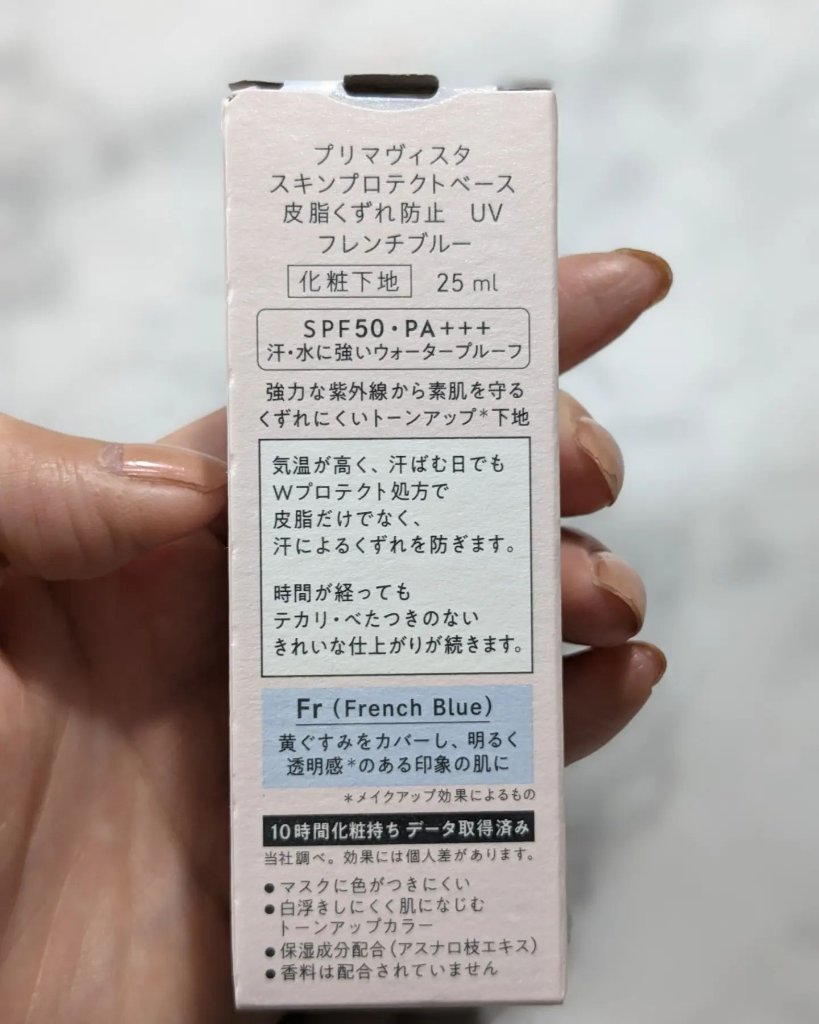 プリマヴィスタ
スキンプロテクトベース
皮脂くずれ防止 UV
フレンチブルー
化粧下地 25 ml
SPF50・PA+++
汗・水に強いウォータープルーフ
強力な紫外線から素肌を守る
くずれにくいトーンアップ*下地
気温が高く、汗ばむ日でも
Wプロテクト処方で
皮脂だけでなく、
汗によるくずれを防ぎます。
時間が経っても
テカリ・べたつきのない
きれいな仕上がりが続きます。
Fr (French Blue)
黄ぐすみをカバーし、明るく
透明感*のある印象の肌に
*メイクアップ効果によるもの
10時間化粧持ち データ取得済み
当社調べ。効果には個人差があります。
●マスクに色がつきにくい
●白浮きしにくく肌になじむ
トーンアップカラー
●保湿成分配合(アスナロ枝エキス)
●香料は配合されていません